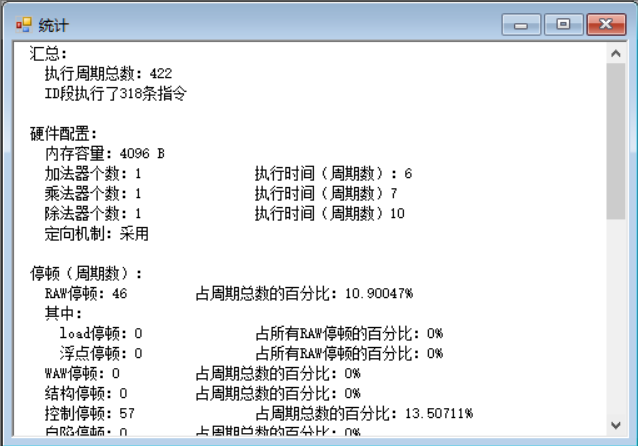 统计
汇总:
执行周期总数: 422
ID段执行了318条指令
硬件配置:
内存容量: 4096 B
加法器个数: 1 执行时间（周期数）: 6
乘法器个数: 1 执行时间（周期数）7
除法器个数: 1 执行时间（周期数）10
定向机制: 采用
停顿（周期数）:
RAW停顿: 46 占周期总数的百分比: 10.90047%
其中:
load停顿: 0 占所有RAW停顿的百分比: 0%
浮点停顿: 0 占所有RAW停顿的百分比: 0%
WAW停顿: 0 占周期总数的百分比: 0%
结构停顿: 0 占周期总数的百分比: 0%
控制停顿: 57 占周期总数的百分比: 13.50711%
自陷停顿: 0 占周期总数的百分比: 0%